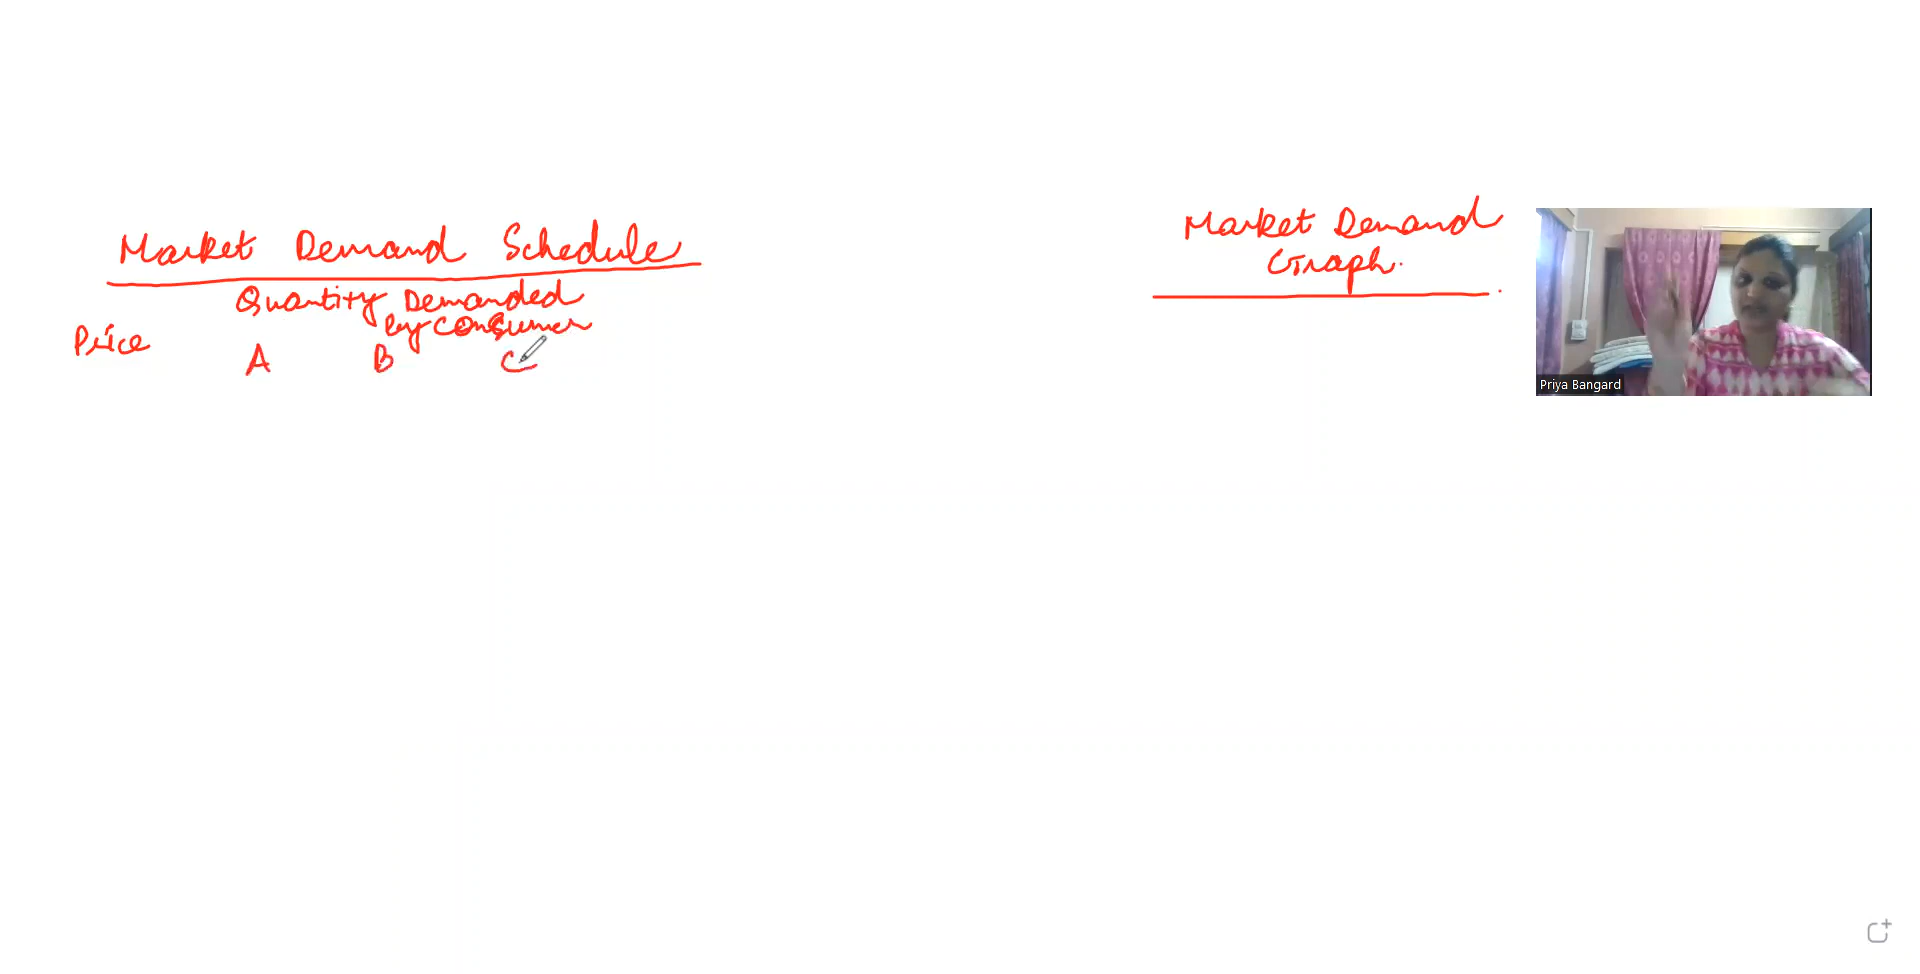 Market Demand Schedule
Quantity Demanded
by consumer
Price A B C
Market Demand
Graph.
Priya Bangard